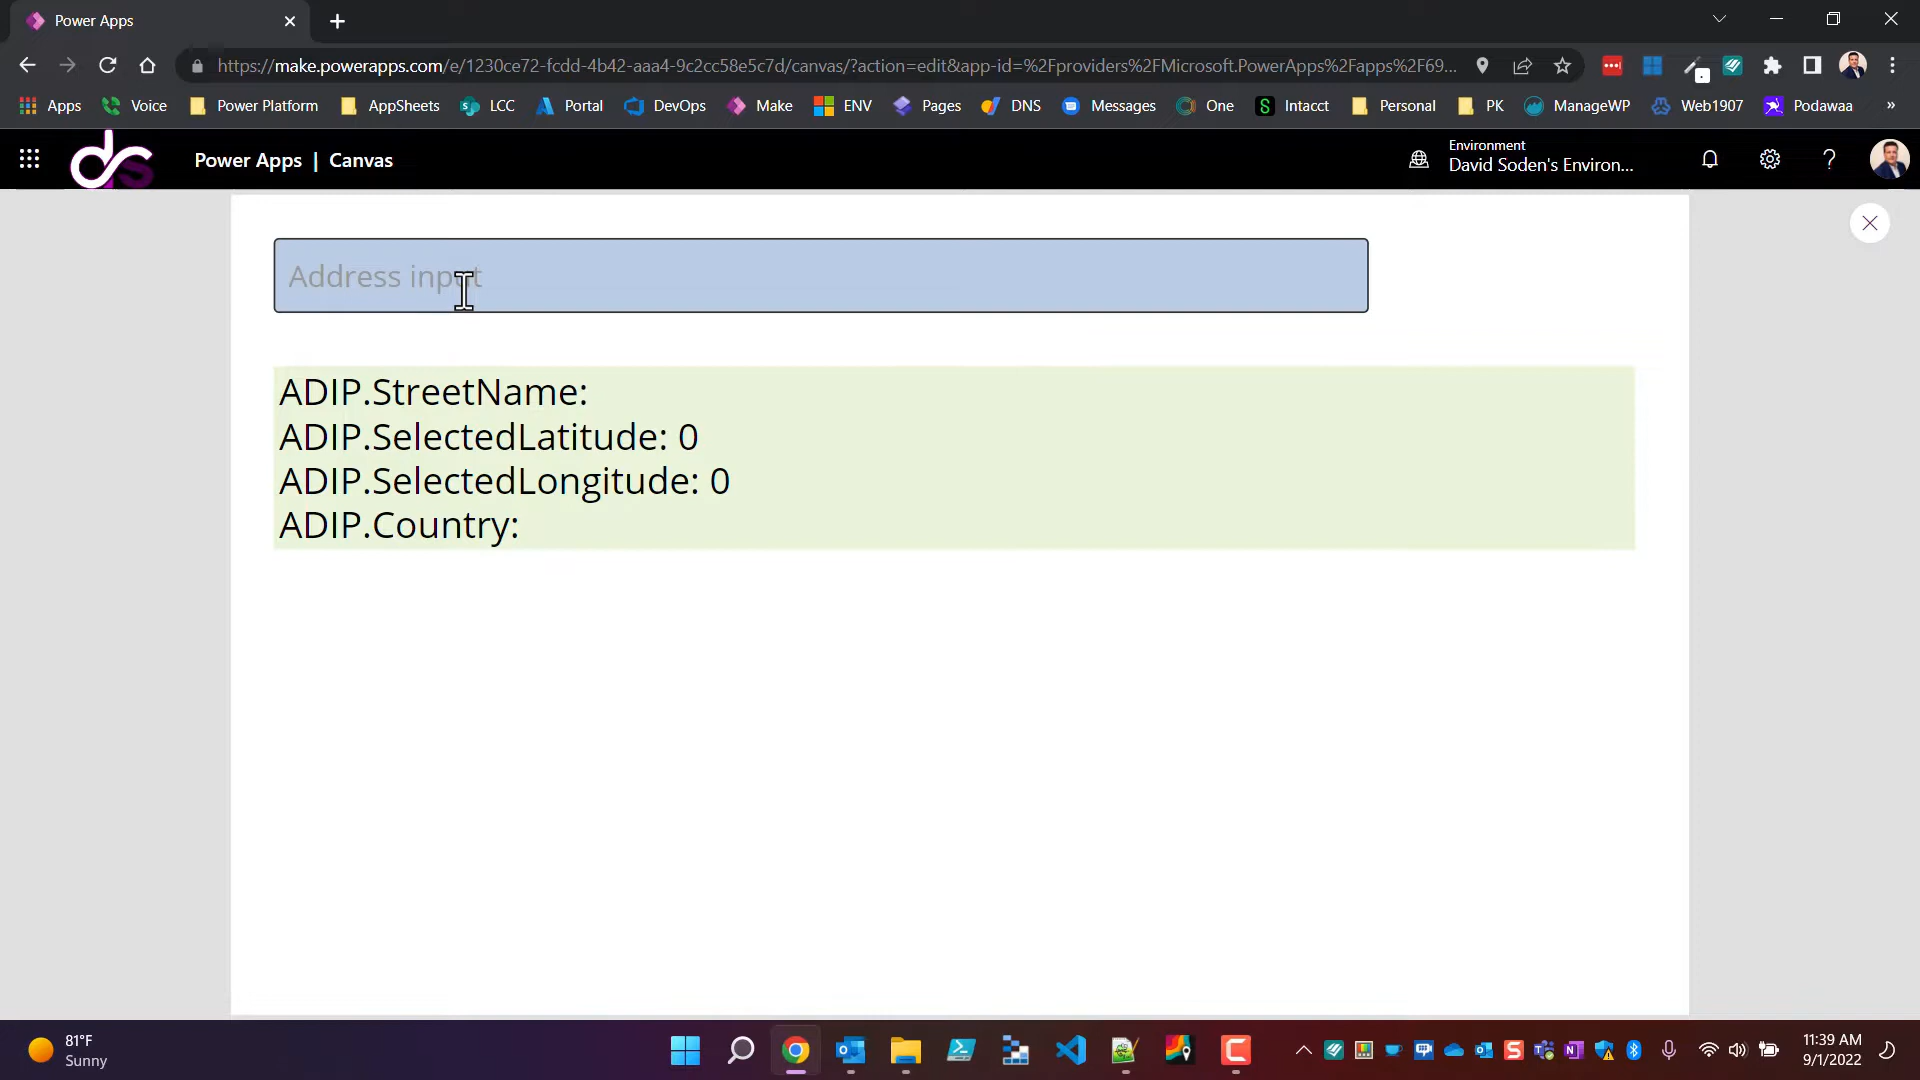 Power Apps
https://make.powerapps.com/e/1230ce72-fcdd-4b42-aaa4-9c2cc58e5c7d/canvas/?action=edit&app-id=%2Fproviders%2FMicrosoft.PowerApps%2Fapps%2F69...
Apps Voice Power Platform AppSheets LCC Portal DevOps Make ENV Pages DNS Messages One Intacct Personal PK ManageWP Web1907 Podawaa »
Power Apps | Canvas
Environment
David Soden's Environ...
Address input
ADIP.StreetName:
ADIP.SelectedLatitude: 0
ADIP.SelectedLongitude: 0
ADIP.Country:
81°F
Sunny
11:39 AM
9/1/2022